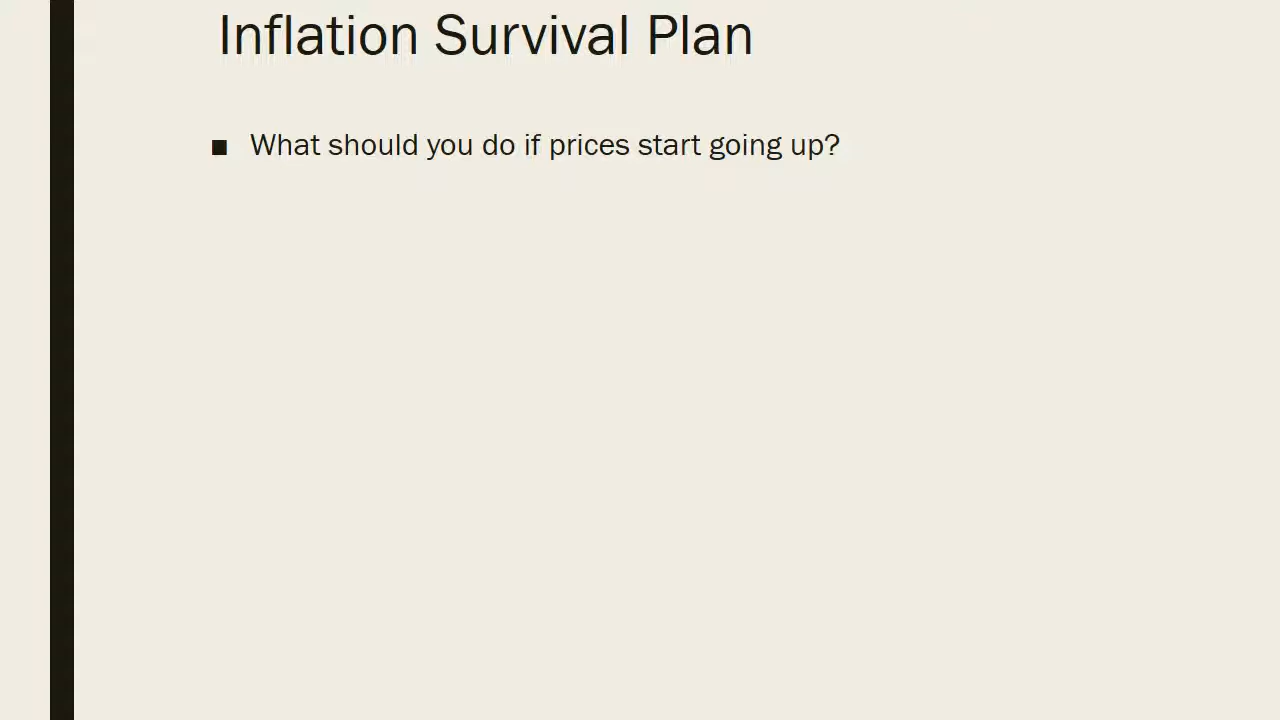 Inflation Survival Plan
■ What should you do if prices start going up?